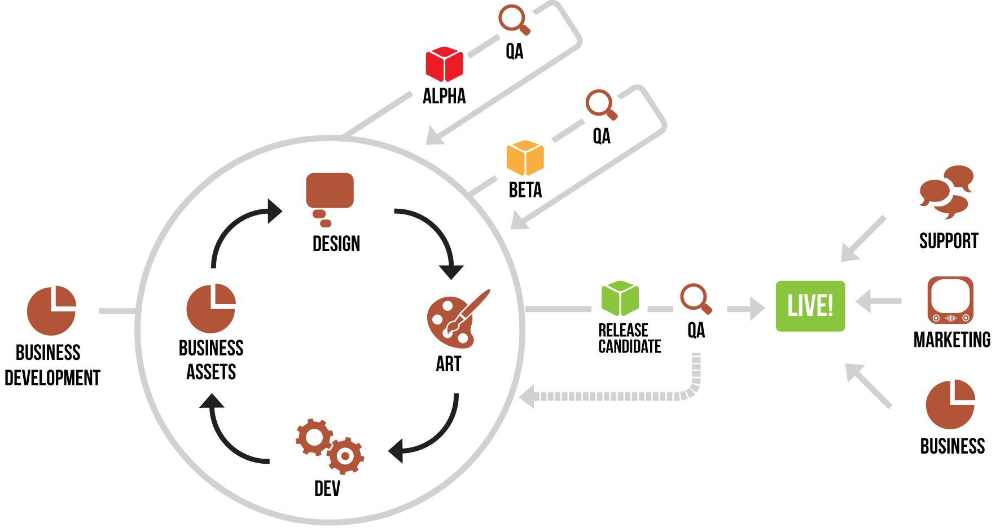 QA
ALPHA
QA
BETA
DESIGN
SUPPORT
LIVE!
BUSINESS
DEVELOPMENT
BUSINESS
ASSETS
ART
RELEASE
CANDIDATE
QA
MARKETING
BUSINESS
DEV